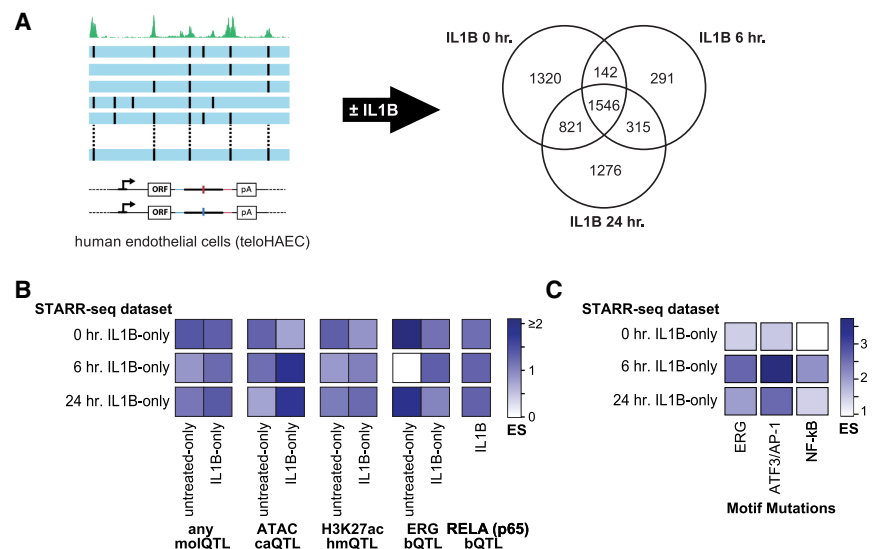 A
ORF
pA
ORF
pA
human endothelial cells (teloHAEC)
± IL1B
IL1B 0 hr.
IL1B 6 hr.
1320
142
291
1546
821
315
1276
IL1B 24 hr.
B
STARR-seq dataset
0 hr. IL1B-only
6 hr. IL1B-only
24 hr. IL1B-only
≥2
1
0
ES
untreated-only
IL1B-only
untreated-only
IL1B-only
untreated-only
IL1B-only
untreated-only
IL1B-only
IL1B
any molQTL
ATAC caQTL
H3K27ac hmQTL
ERG bQTL
RELA (p65) bQTL
C
STARR-seq dataset
0 hr. IL1B-only
6 hr. IL1B-only
24 hr. IL1B-only
3
2
1
ES
ERG
ATF3/AP-1
NF-kB
Motif Mutations